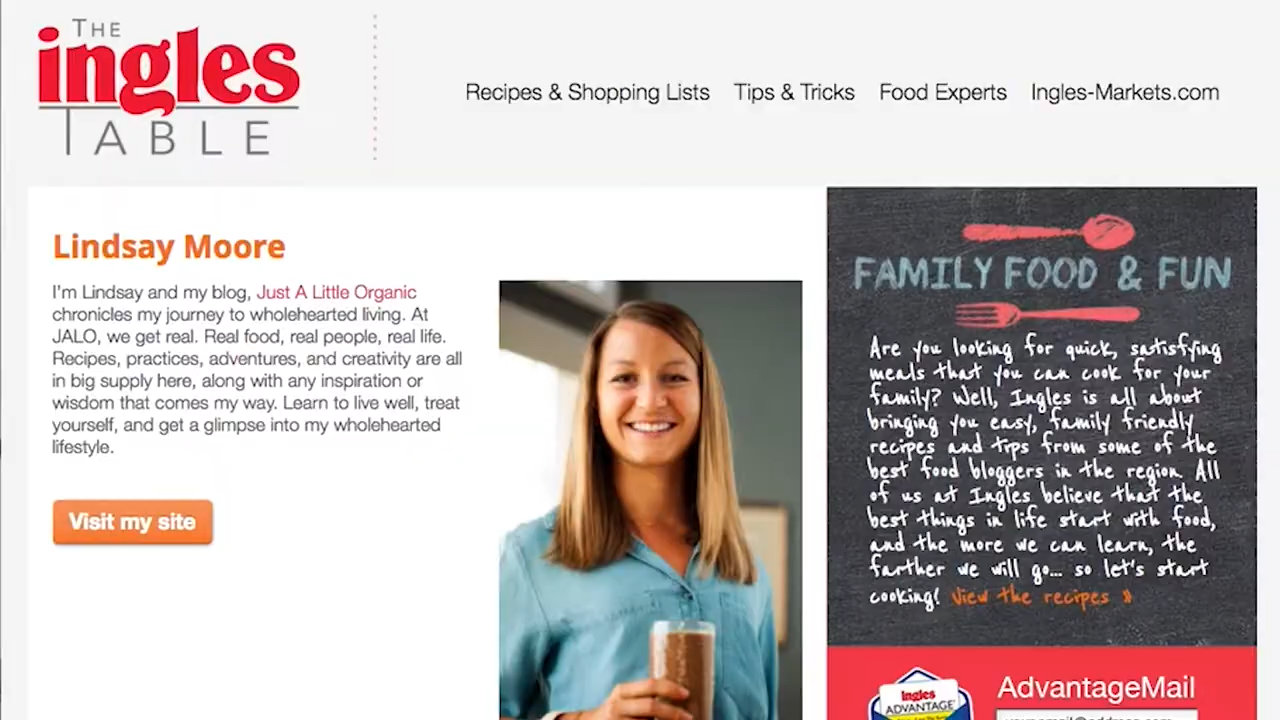 THE
ingles
TABLE
Recipes & Shopping Lists Tips & Tricks Food Experts Ingles-Markets.com
Lindsay Moore
I'm Lindsay and my blog, Just A Little Organic
chronicles my journey to wholehearted living. At
JALO, we get real. Real food, real people, real life.
Recipes, practices, adventures, and creativity are all
in big supply here, along with any inspiration or
wisdom that comes my way. Learn to live well, treat
yourself, and get a glimpse into my wholehearted
lifestyle.
Visit my site
FAMILY FOOD & FUN
Are you looking for quick, satisfying
meals that you can cook for your
family? Well, Ingles is all about
bringing you easy, family friendly
recipes and tips from some of the
best food bloggers in the region. All
of us at Ingles believe that the
best things in life start with food,
and the more we can learn, the
farther we will go... so let's start
cooking! View the recipes »
Ingles
ADVANTAGE
AdvantageMail